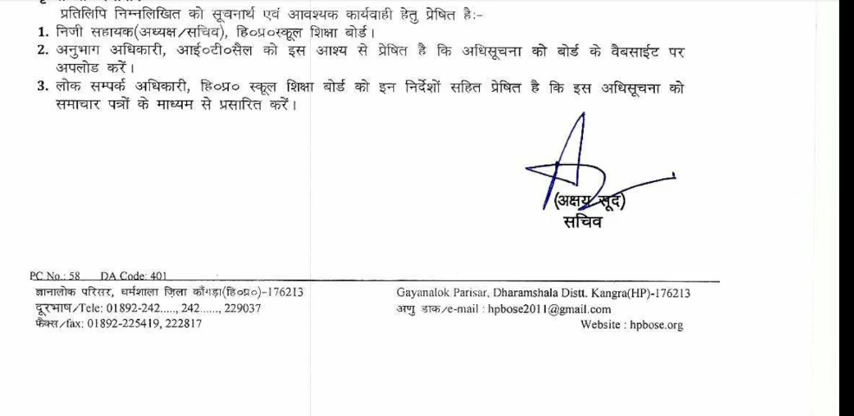 प्रतिलिपि निम्नलिखित को सूचनार्थ एवं आवश्यक कार्यवाही हेतु प्रेषित है:-
1. निजी सहायक(अध्यक्ष/सचिव), हि०प्र०स्कूल शिक्षा बोर्ड।
2. अनुभाग अधिकारी, आई०टी०सैल को इस आश्य से प्रेषित है कि अधिसूचना को बोर्ड के वैबसाईट पर
अपलोड करें।
3. लोक सम्पर्क अधिकारी, हि०प्र० स्कूल शिक्षा बोर्ड को इन निर्देशों सहित प्रेषित है कि इस अधिसूचना को
समाचार पत्रों के माध्यम से प्रसारित करें।
(अक्षय सूद)
सचिव
PC No.: 58 DA Code: 401
ज्ञानालोक परिसर, धर्मशाला ज़िला काँगड़ा(हि०प्र०)-176213
दूरभाष/Tele: 01892-242....., 242......, 229037
फैक्स/fax: 01892-225419, 222817
Gayanalok Parisar, Dharamshala Distt. Kangra(HP)-176213
अणु डाक/e-mail : hpbose2011@gmail.com
Website : hpbose.org